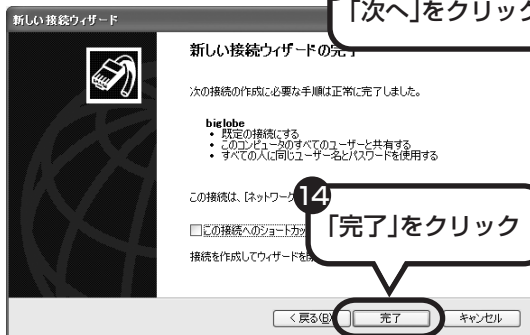 「次へ」をクリック
新しい接続ウィザード
新しい接続ウィザードの完了
次の接続の作成に必要な手順は正常に完了しました。
biglobe
• 既定の接続にする
• このコンピュータのすべてのユーザーと共有する
• すべての人に同じユーザー名とパスワードを使用する
この接続は、[ネットワーク
14
「完了」をクリック
この接続へのショートカッ
接続を作成してウィザードを
< 戻る(B)
完了
キャンセル